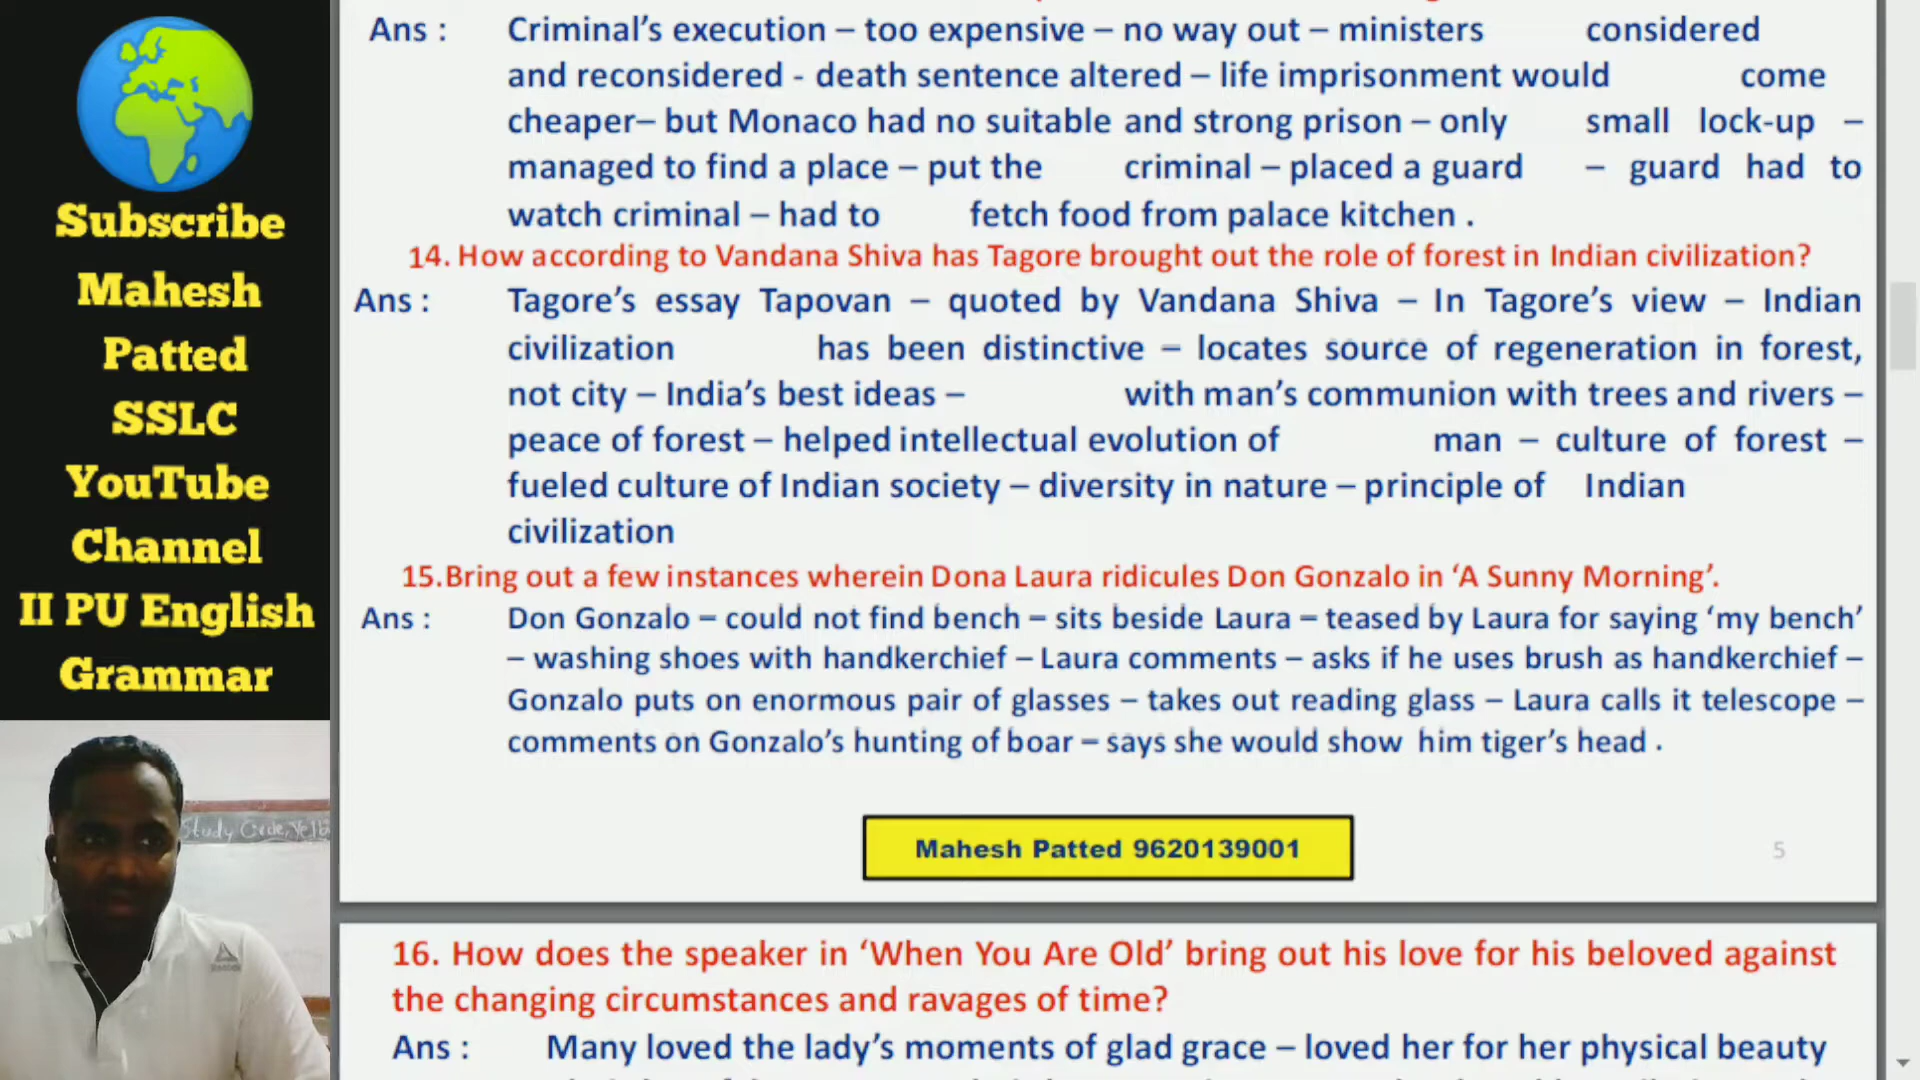 Subscribe
Mahesh
Patted
SSLC
YouTube
Channel
II PU English
Grammar
Ans : Criminal’s execution – too expensive – no way out – ministers considered
and reconsidered - death sentence altered – life imprisonment would come
cheaper– but Monaco had no suitable and strong prison – only small lock-up –
managed to find a place – put the criminal – placed a guard – guard had to
watch criminal – had to fetch food from palace kitchen .
14. How according to Vandana Shiva has Tagore brought out the role of forest in Indian civilization?
Ans : Tagore’s essay Tapovan – quoted by Vandana Shiva – In Tagore’s view – Indian
civilization has been distinctive – locates source of regeneration in forest,
not city – India’s best ideas – with man’s communion with trees and rivers –
peace of forest – helped intellectual evolution of man – culture of forest –
fueled culture of Indian society – diversity in nature – principle of Indian
civilization
15.Bring out a few instances wherein Dona Laura ridicules Don Gonzalo in ‘A Sunny Morning’.
Ans : Don Gonzalo – could not find bench – sits beside Laura – teased by Laura for saying ‘my bench’
– washing shoes with handkerchief – Laura comments – asks if he uses brush as handkerchief –
Gonzalo puts on enormous pair of glasses – takes out reading glass – Laura calls it telescope –
comments on Gonzalo’s hunting of boar – says she would show him tiger’s head .
Mahesh Patted 9620139001
5
16. How does the speaker in ‘When You Are Old’ bring out his love for his beloved against
the changing circumstances and ravages of time?
Ans : Many loved the lady’s moments of glad grace – loved her for her physical beauty
Study Circle,
Reebok